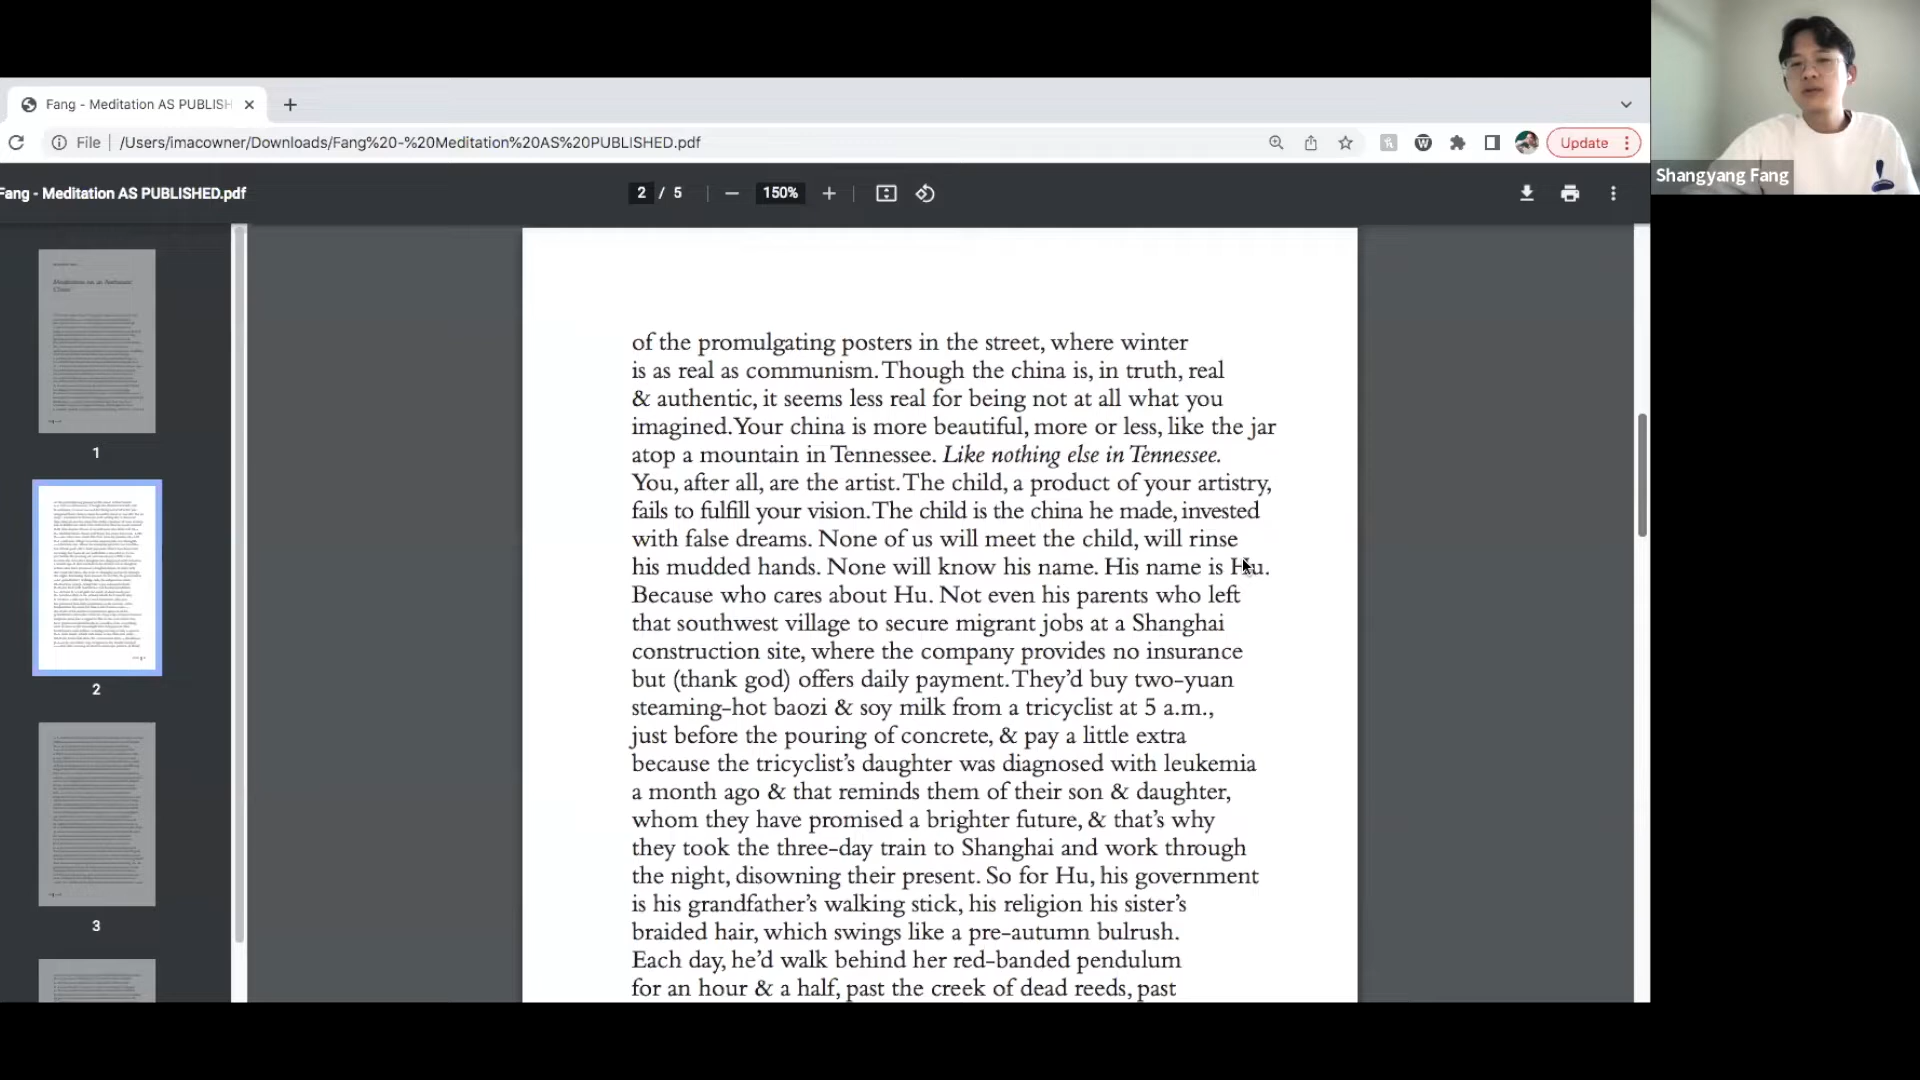 Fang - Meditation AS PUBLISH
File
/Users/imacowner/Downloads/Fang%20-%20Meditation%20AS%20PUBLISHED.pdf
Update
Shangyang Fang
Fang - Meditation AS PUBLISHED.pdf
2 / 5
150%
1
2
3
of the promulgating posters in the street, where winter
is as real as communism. Though the china is, in truth, real
& authentic, it seems less real for being not at all what you
imagined. Your china is more beautiful, more or less, like the jar
atop a mountain in Tennessee. Like nothing else in Tennessee.
You, after all, are the artist. The child, a product of your artistry,
fails to fulfill your vision. The child is the china he made, invested
with false dreams. None of us will meet the child, will rinse
his mudded hands. None will know his name. His name is Hu.
Because who cares about Hu. Not even his parents who left
that southwest village to secure migrant jobs at a Shanghai
construction site, where the company provides no insurance
but (thank god) offers daily payment. They’d buy two-yuan
steaming-hot baozi & soy milk from a tricyclist at 5 a.m.,
just before the pouring of concrete, & pay a little extra
because the tricyclist’s daughter was diagnosed with leukemia
a month ago & that reminds them of their son & daughter,
whom they have promised a brighter future, & that’s why
they took the three-day train to Shanghai and work through
the night, disowning their present. So for Hu, his government
is his grandfather’s walking stick, his religion his sister’s
braided hair, which swings like a pre-autumn bulrush.
Each day, he’d walk behind her red-banded pendulum
for an hour & a half, past the creek of dead reeds, past